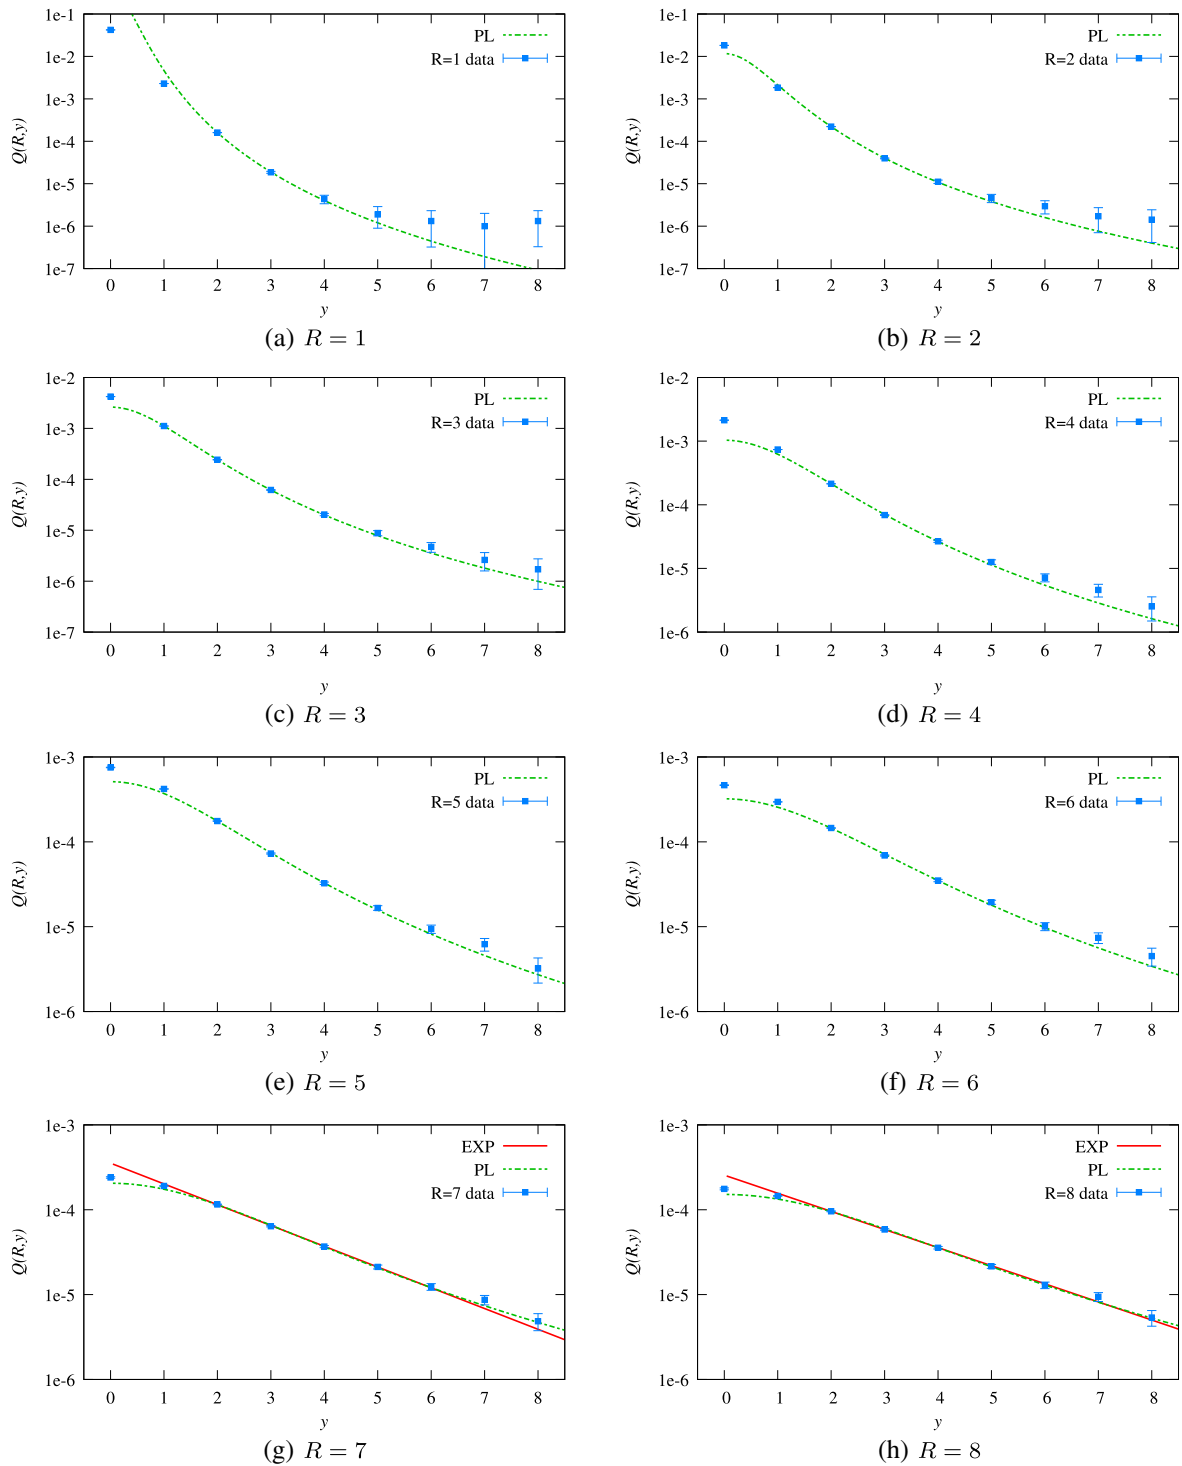 1e-1
1e-2
1e-3
1e-4
1e-5
1e-6
1e-7
Q(R,y)
PL
R=1 data
0 1 2 3 4 5 6 7 8
y
(a) R = 1
1e-1
1e-2
1e-3
1e-4
1e-5
1e-6
1e-7
Q(R,y)
PL
R=2 data
0 1 2 3 4 5 6 7 8
y
(b) R = 2
1e-2
1e-3
1e-4
1e-5
1e-6
1e-7
Q(R,y)
PL
R=3 data
0 1 2 3 4 5 6 7 8
y
(c) R = 3
1e-2
1e-3
1e-4
1e-5
1e-6
Q(R,y)
PL
R=4 data
0 1 2 3 4 5 6 7 8
y
(d) R = 4
1e-3
1e-4
1e-5
1e-6
Q(R,y)
PL
R=5 data
0 1 2 3 4 5 6 7 8
y
(e) R = 5
1e-3
1e-4
1e-5
1e-6
Q(R,y)
PL
R=6 data
0 1 2 3 4 5 6 7 8
y
(f) R = 6
1e-3
1e-4
1e-5
1e-6
Q(R,y)
EXP
PL
R=7 data
0 1 2 3 4 5 6 7 8
y
(g) R = 7
1e-3
1e-4
1e-5
1e-6
Q(R,y)
EXP
PL
R=8 data
0 1 2 3 4 5 6 7 8
y
(h) R = 8